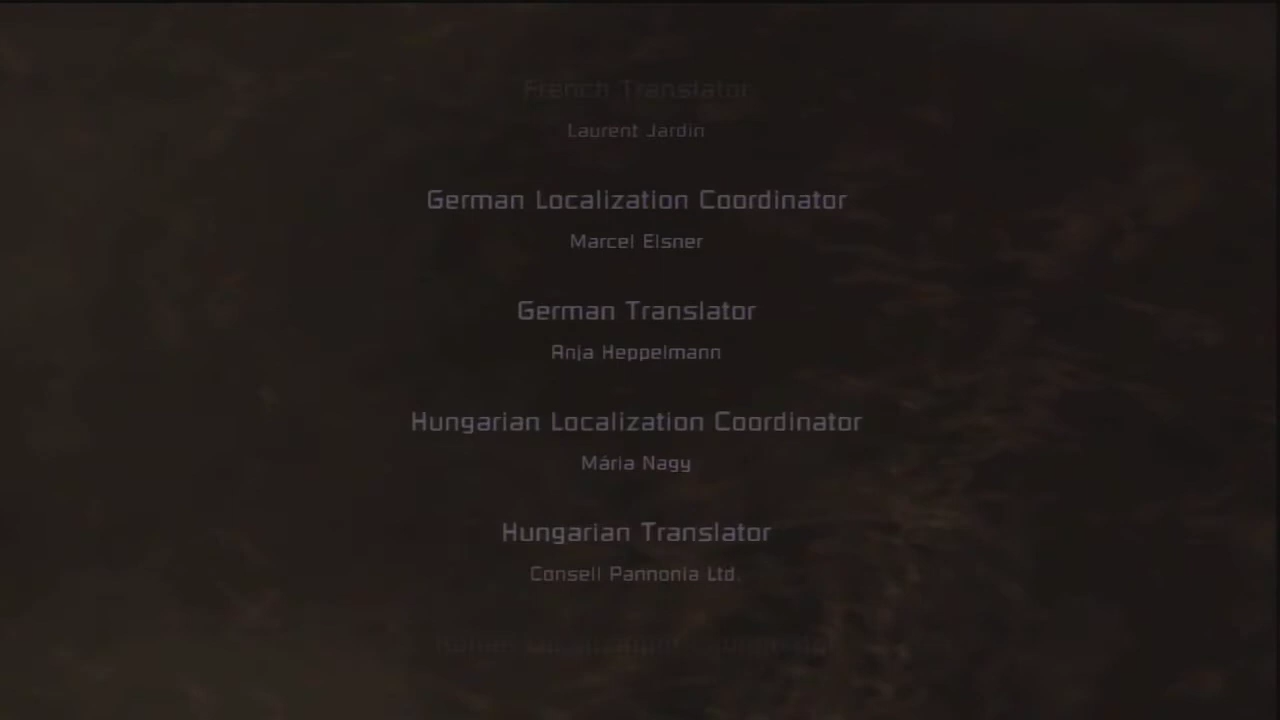 French Translator
Laurent Jardin
German Localization Coordinator
Marcel Elsner
German Translator
Anja Heppelmann
Hungarian Localization Coordinator
Mária Nagy
Hungarian Translator
Consell Pannonia Ltd.